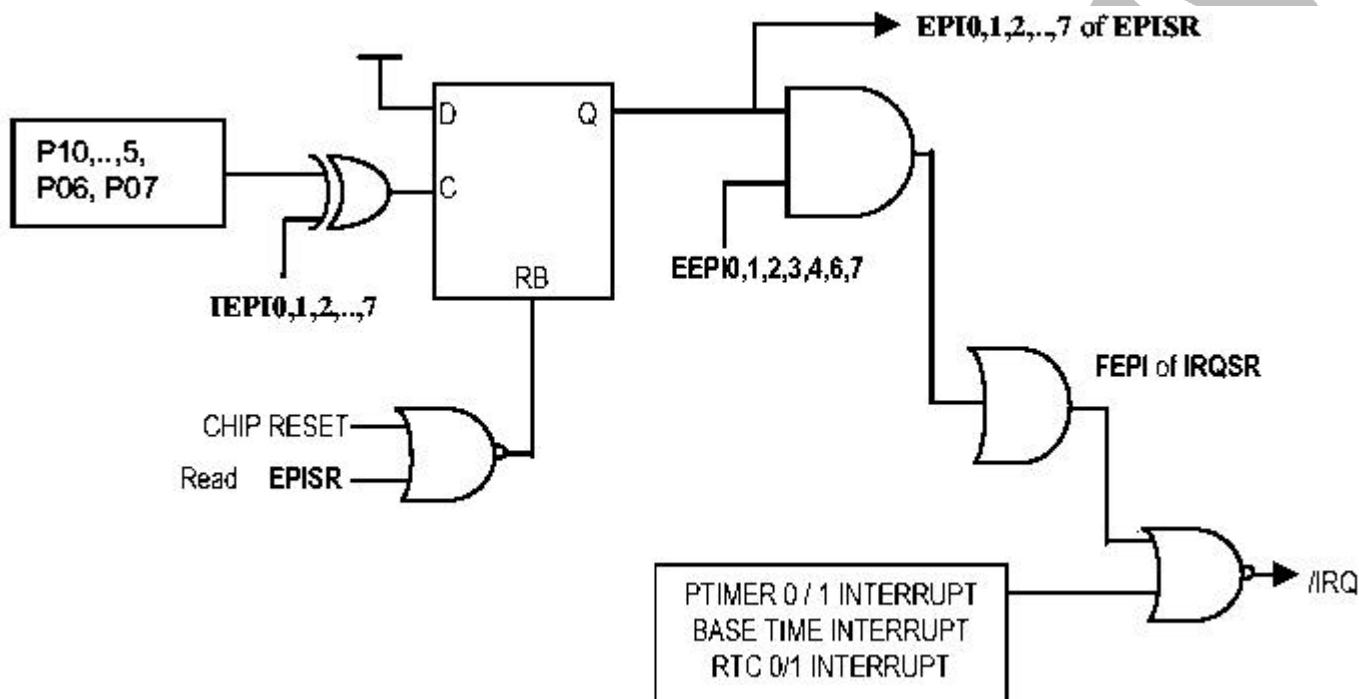 EPI0,1,2,..,7 of EPISR
D
Q
P10,..,5,
P06, P07
C
EEPI0,1,2,3,4,6,7
RB
IEPI0,1,2,..,7
FEPI of IRQSR
CHIP RESET
Read EPISR
/IRQ
PTIMER 0 / 1 INTERRUPT
BASE TIME INTERRUPT
RTC 0/1 INTERRUPT